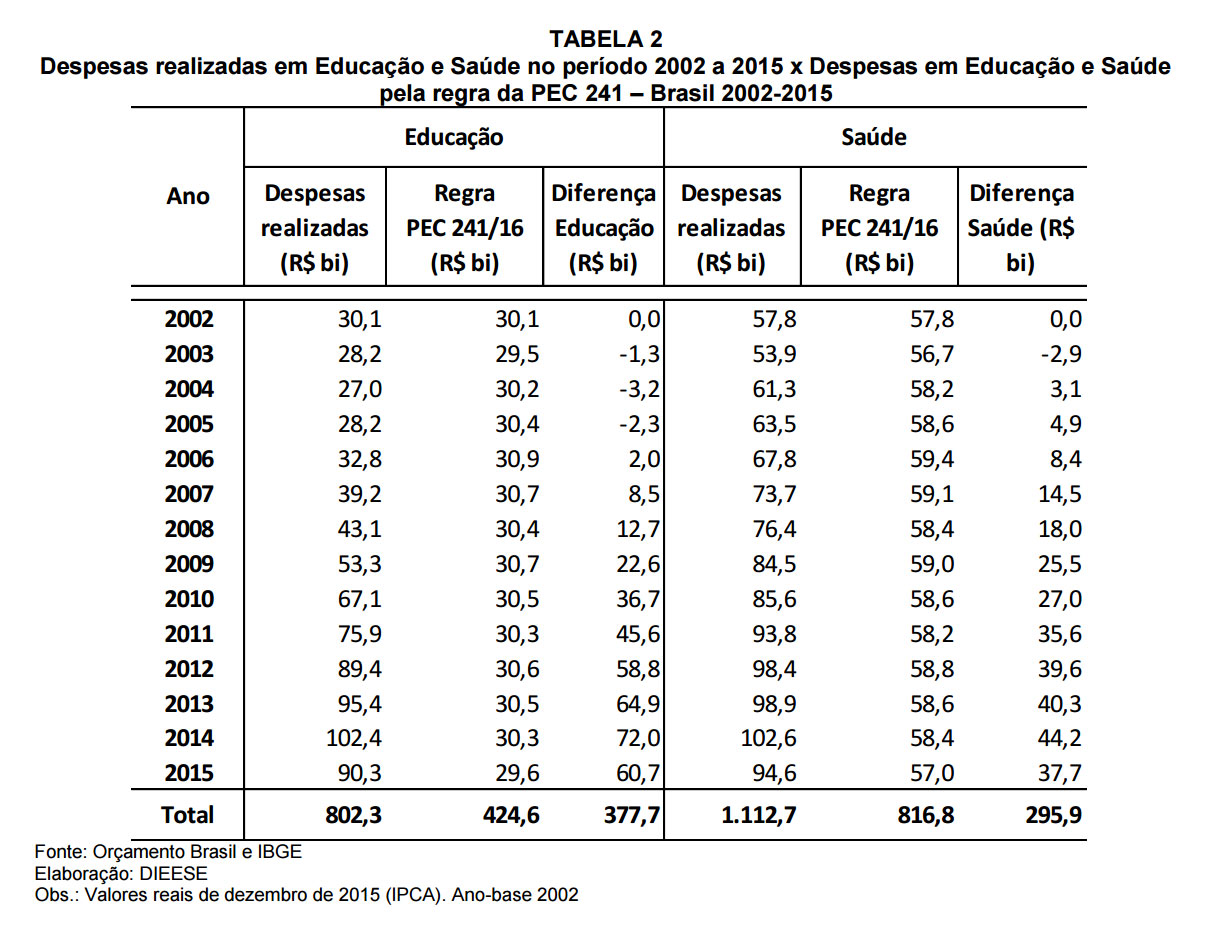 TABELA 2
Despesas realizadas em Educação e Saúde no período 2002 a 2015 x Despesas em Educação e Saúde
pela regra da PEC 241 – Brasil 2002-2015
Educação Saúde
Ano
Despesas Regra Diferença Despesas Regra Diferença
realizadas PEC 241/16 Educação realizadas PEC 241/16 Saúde (R$
(R$ bi) (R$ bi) (R$ bi) (R$ bi) (R$ bi) bi)
2002 30,1 30,1 0,0 57,8 57,8 0,0
2003 28,2 29,5 -1,3 53,9 56,7 -2,9
2004 27,0 30,2 -3,2 61,3 58,2 3,1
2005 28,2 30,4 -2,3 63,5 58,6 4,9
2006 32,8 30,9 2,0 67,8 59,4 8,4
2007 39,2 30,7 8,5 73,7 59,1 14,5
2008 43,1 30,4 12,7 76,4 58,4 18,0
2009 53,3 30,7 22,6 84,5 59,0 25,5
2010 67,1 30,5 36,7 85,6 58,6 27,0
2011 75,9 30,3 45,6 93,8 58,2 35,6
2012 89,4 30,6 58,8 98,4 58,8 39,6
2013 95,4 30,5 64,9 98,9 58,6 40,3
2014 102,4 30,3 72,0 102,6 58,4 44,2
2015 90,3 29,6 60,7 94,6 57,0 37,7
Total 802,3 424,6 377,7 1.112,7 816,8 295,9
Fonte: Orçamento Brasil e IBGE
Elaboração: DIEESE
Obs.: Valores reais de dezembro de 2015 (IPCA). Ano-base 2002